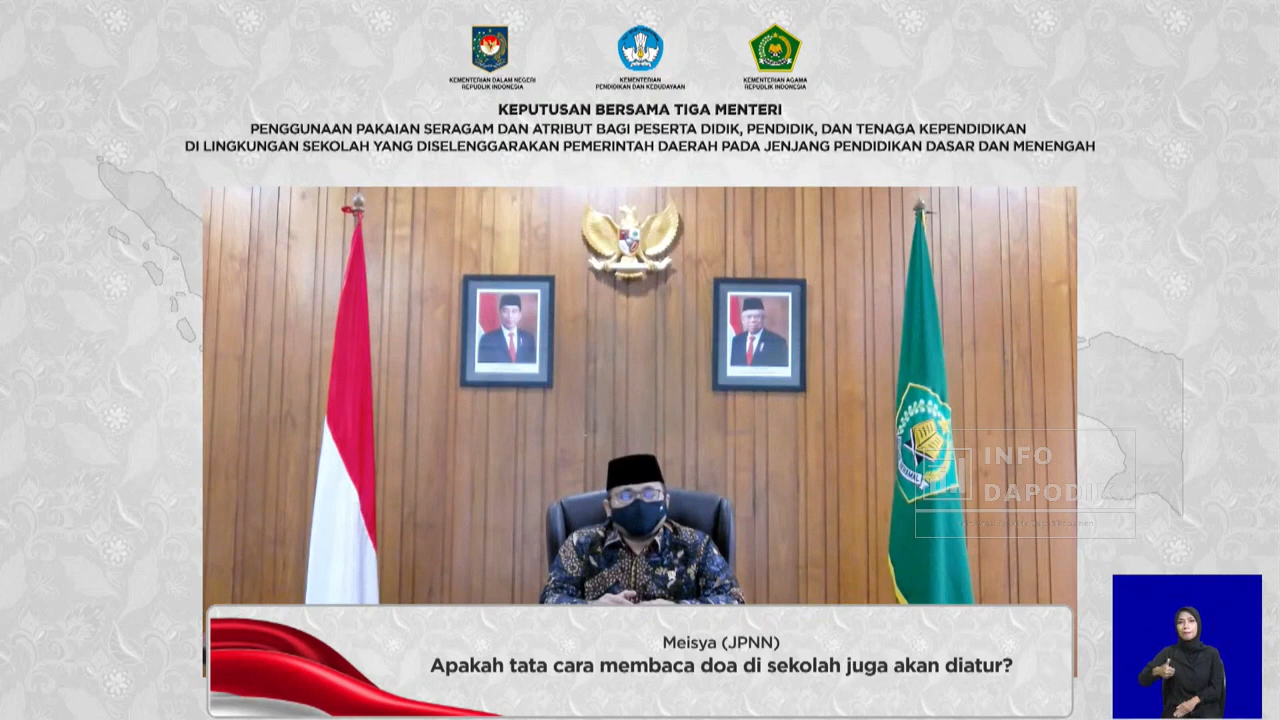 KEMENTERIAN DALAM NEGERI
REPUBLIK INDONESIA
KEMENTERIAN
PENDIDIKAN DAN KEBUDAYAAN
KEMENTERIAN AGAMA
REPUBLIK INDONESIA
KEPUTUSAN BERSAMA TIGA MENTERI
PENGGUNAAN PAKAIAN SERAGAM DAN ATRIBUT BAGI PESERTA DIDIK, PENDIDIK, DAN TENAGA KEPENDIDIKAN
DI LINGKUNGAN SEKOLAH YANG DISELENGGARAKAN PEMERINTAH DAERAH PADA JENJANG PENDIDIKAN DASAR DAN MENENGAH
INFO
DAPODIK
Meisya (JPNN)
Apakah tata cara membaca doa di sekolah juga akan diatur?